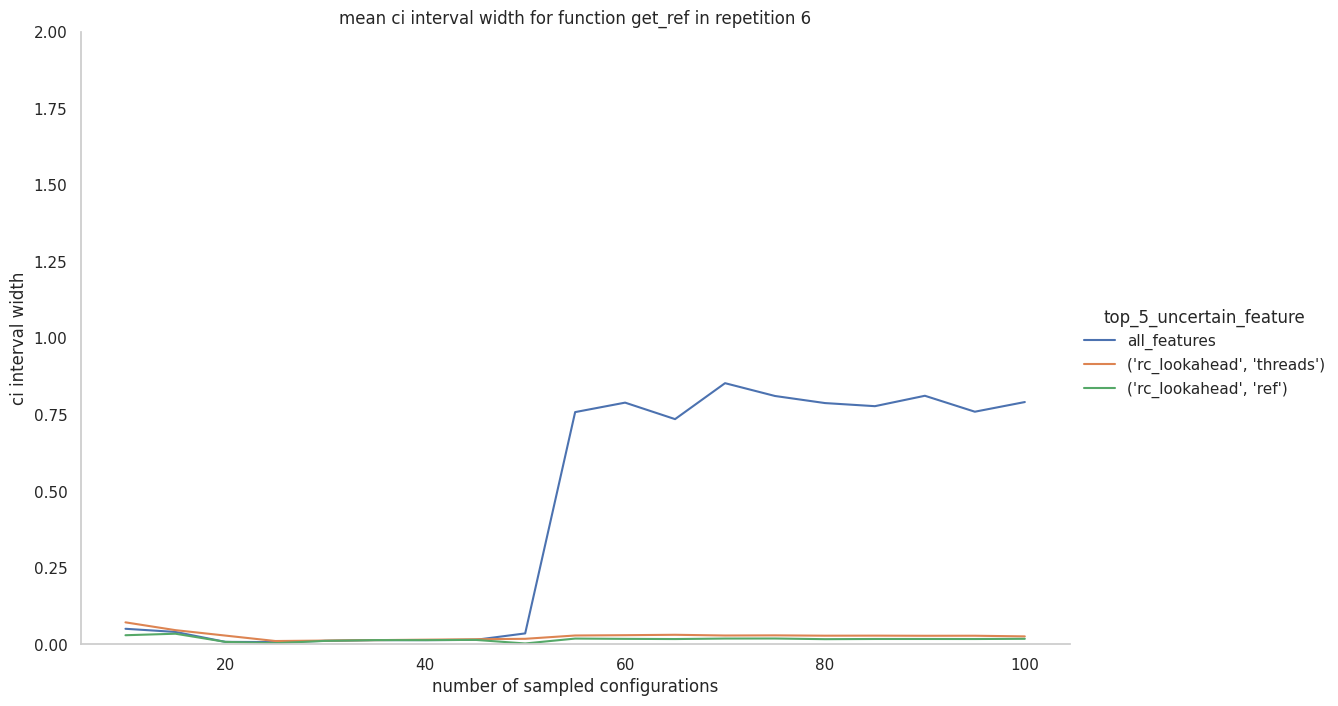 mean ci interval width for function get_ref in repetition 6
2.00
1.75
1.50
1.25
1.00
0.75
0.50
0.25
0.00
ci interval width
20
40
60
80
100
number of sampled configurations
top_5_uncertain_feature
all_features
('rc_lookahead', 'threads')
('rc_lookahead', 'ref')